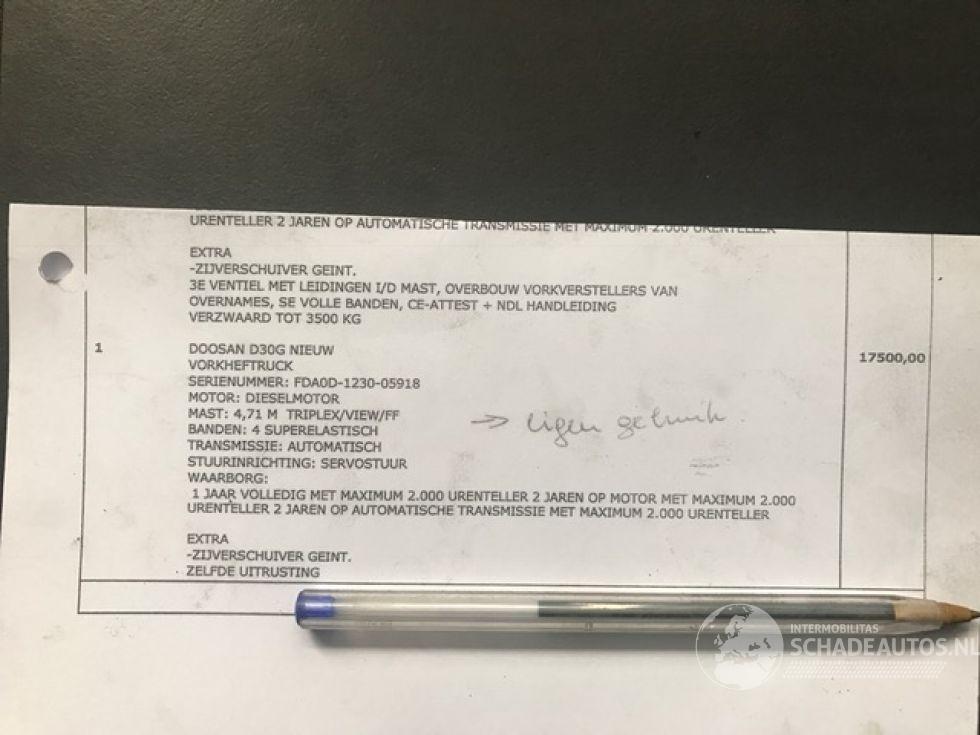 URENTELLER 2 JAREN OP AUTOMATISCHE TRANSMISSIE MET MAXIMUM 2.000 URENTELLER
EXTRA
-ZIJVERSCHUIVER GEINT.
3E VENTIEL MET LEIDINGEN I/D MAST, OVERBOUW VORKVERSTELLERS VAN
OVERNAMES, SE VOLLE BANDEN, CE-ATTEST + NDL HANDLEIDING
VERZWAARD TOT 3500 KG
1 DOOSAN D30G NIEUW 17500,00
VORKHEFTRUCK
SERIENUMMER: FDA0D-1230-05918
MOTOR: DIESELMOTOR
MAST: 4,71 M TRIPLEX/VIEW/FF
→ eigen gebruik.
BANDEN: 4 SUPERELASTISCH
TRANSMISSIE: AUTOMATISCH
STUURINRICHTING: SERVOSTUUR
WAARBORG:
1 JAAR VOLLEDIG MET MAXIMUM 2.000 URENTELLER 2 JAREN OP MOTOR MET MAXIMUM 2.000
URENTELLER 2 JAREN OP AUTOMATISCHE TRANSMISSIE MET MAXIMUM 2.000 URENTELLER
EXTRA
-ZIJVERSCHUIVER GEINT.
ZELFDE UITRUSTING
INTERMOBILITAS
SCHADEAUTOS.NL